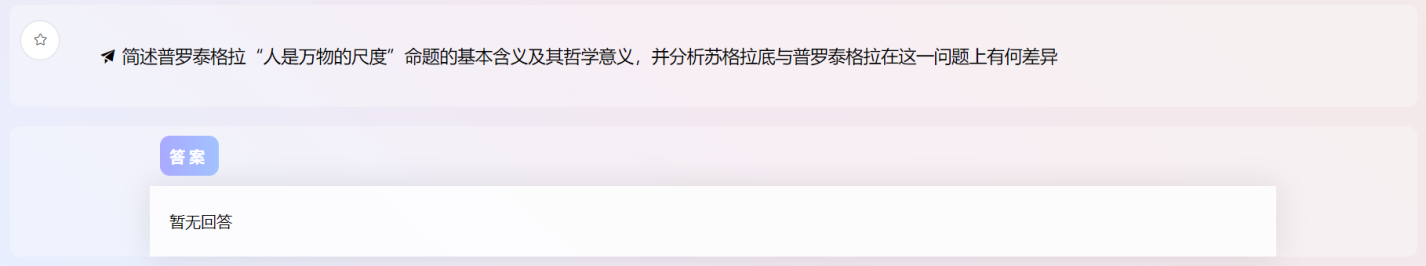 简述普罗泰格拉“人是万物的尺度”命题的基本含义及其哲学意义，并分析苏格拉底与普罗泰格拉在这一问题上有何差异
答案
暂无回答